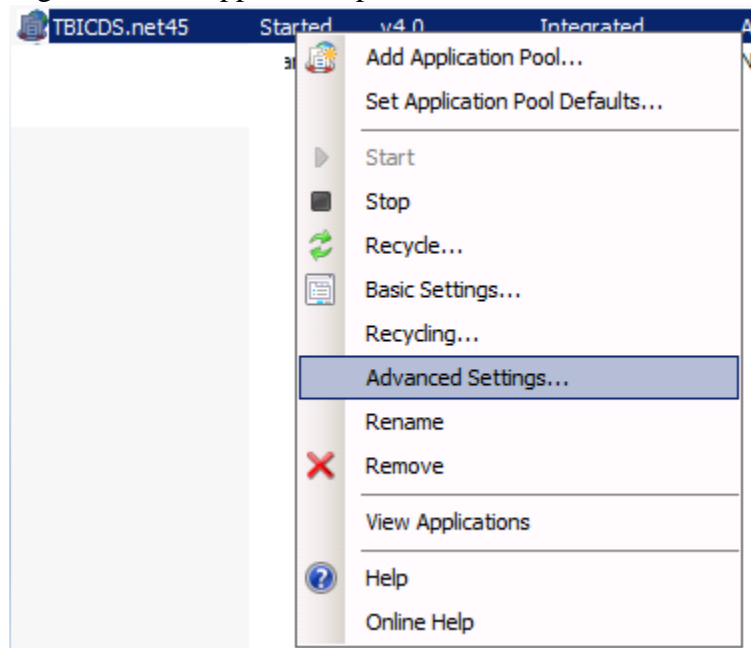 TBICDS.net45 Started v4.0 Integrated
Add Application Pool...
Set Application Pool Defaults...
Start
Stop
Recycle...
Basic Settings...
Recycling...
Advanced Settings...
Rename
Remove
View Applications
Help
Online Help